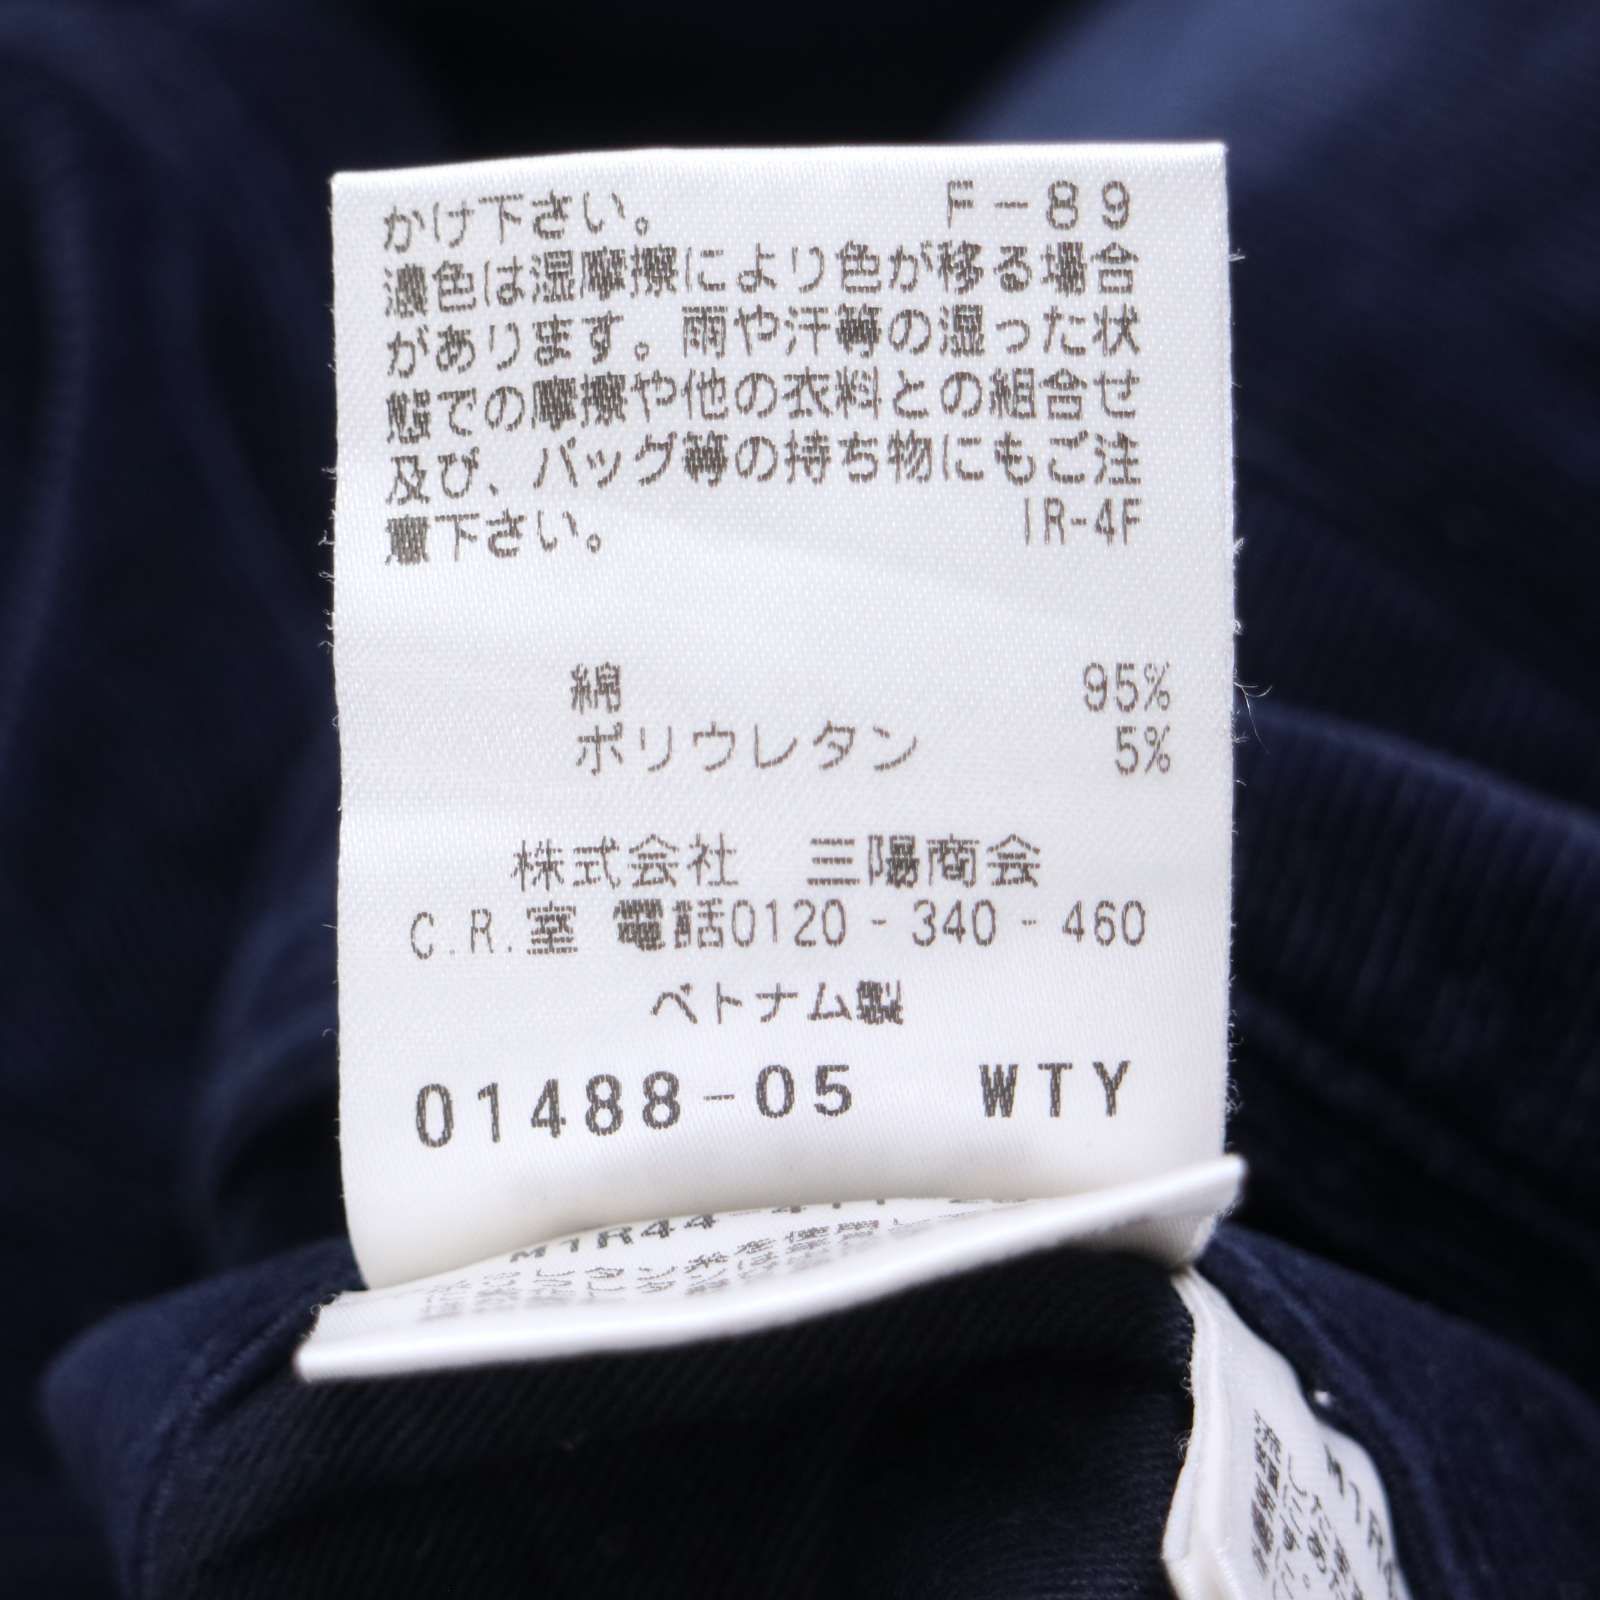 かけ下さい。 F-89
濃色は湿摩擦により色が移る場合
があります。雨や汗等の湿った状
態での摩擦や他の衣料との組合せ
及び、バッグ等の持ち物にもご注
意下さい。 IR-4F
綿 95%
ポリウレタン 5%
株式会社 三陽商会
C.R.室 電話0120-340-460
ベトナム製
01488-05 WTY